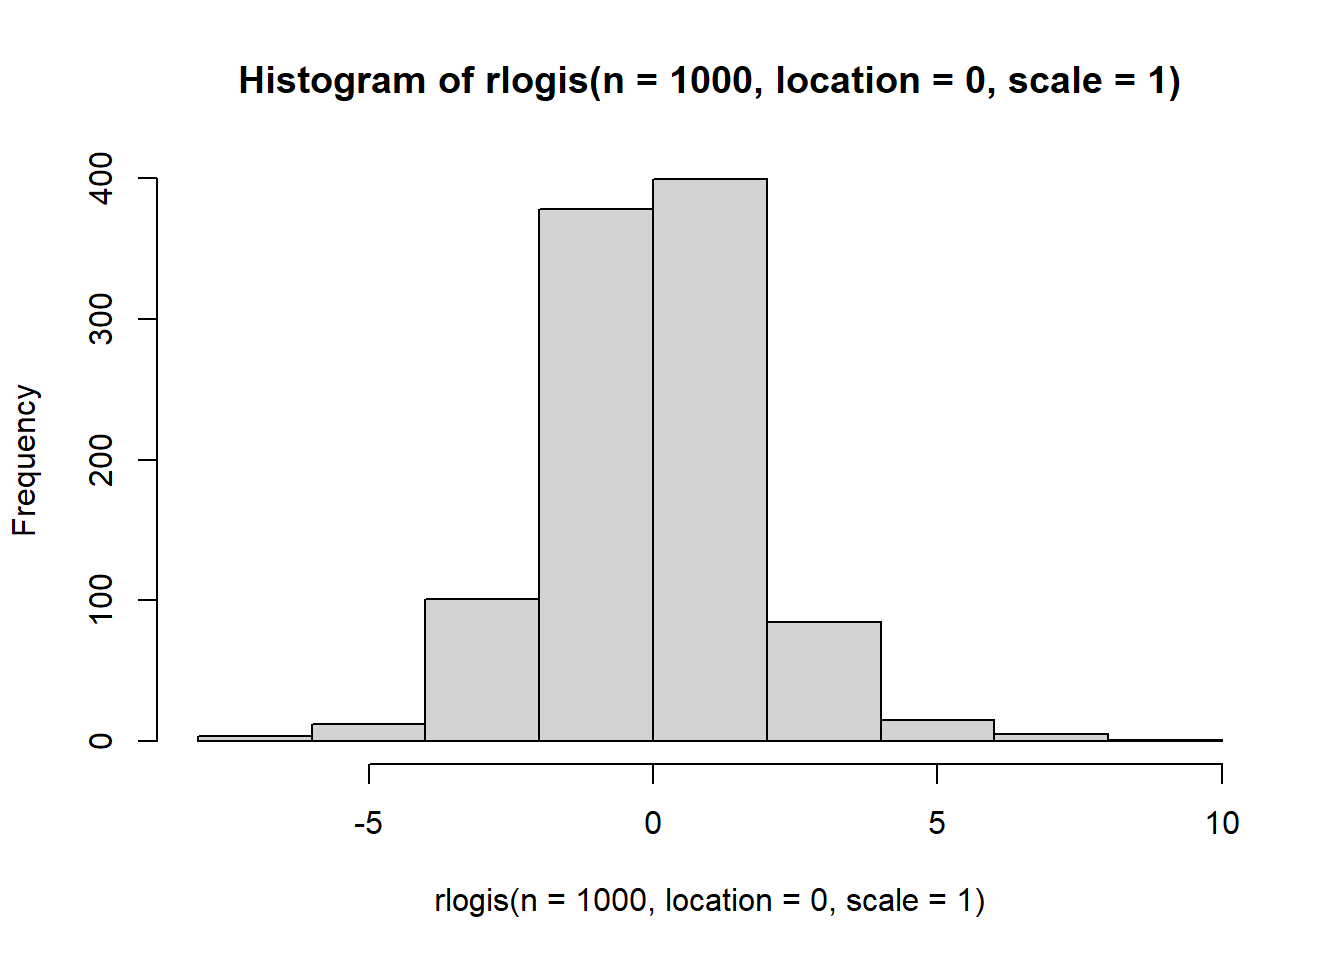 Histogram of rlogis(n = 1000, location = 0, scale = 1)
400
300
200
100
0
Frequency
-5 0 5 10
rlogis(n = 1000, location = 0, scale = 1)